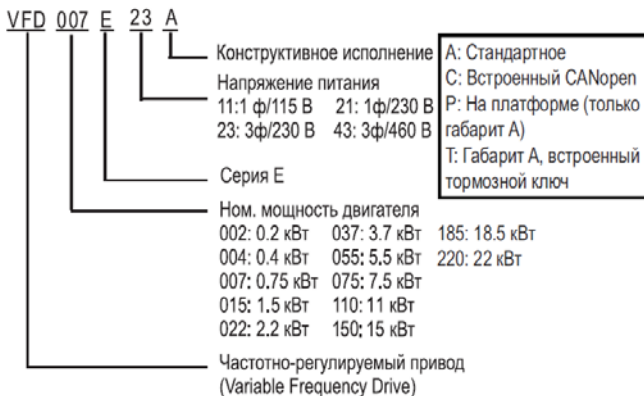 VFD 007 E 23 A
Конструктивное исполнение
A: Стандартное
C: Встроенный CANopen
P: На платформе (только
габарит А)
T: Габарит А, встроенный
тормозной ключ
Напряжение питания
11:1 ф/115 В 21: 1ф/230 В
23: 3ф/230 В 43: 3ф/460 В
Серия E
Ном. мощность двигателя
002: 0.2 кВт 037: 3.7 кВт 185: 18.5 кВт
004: 0.4 кВт 055: 5,5 кВт 220: 22 кВт
007: 0.75 кВт 075: 7.5 кВт
015: 1.5 кВт 110: 11 кВт
022: 2.2 кВт 150: 15 кВт
Частотно-регулируемый привод
(Variable Frequency Drive)